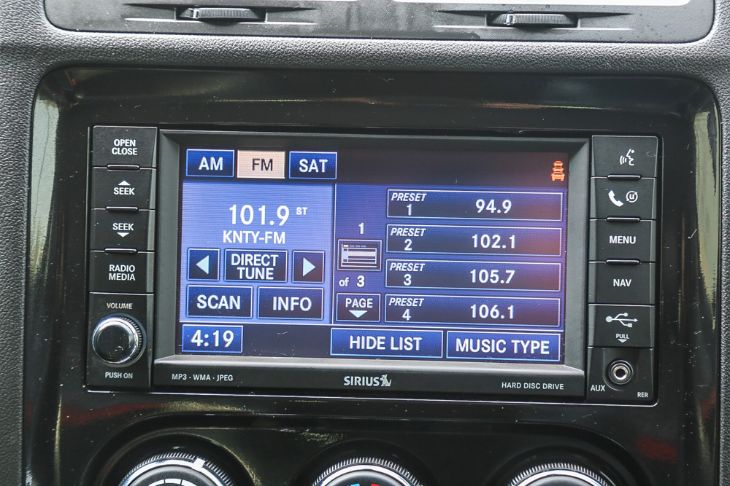 OPEN
CLOSE
SEEK
SEEK
RADIO
MEDIA
VOLUME
PUSH ON
AM FM SAT
101.9 ST
KNTY-FM
DIRECT
TUNE
SCAN INFO
4:19
1
of 3
PAGE
PRESET
1 94.9
PRESET
2 102.1
PRESET
3 105.7
PRESET
4 106.1
HIDE LIST MUSIC TYPE
MP3 · WMA · JPEG
SIRIUS
HARD DISC DRIVE
u
MENU
NAV
PULL
AUX
RER